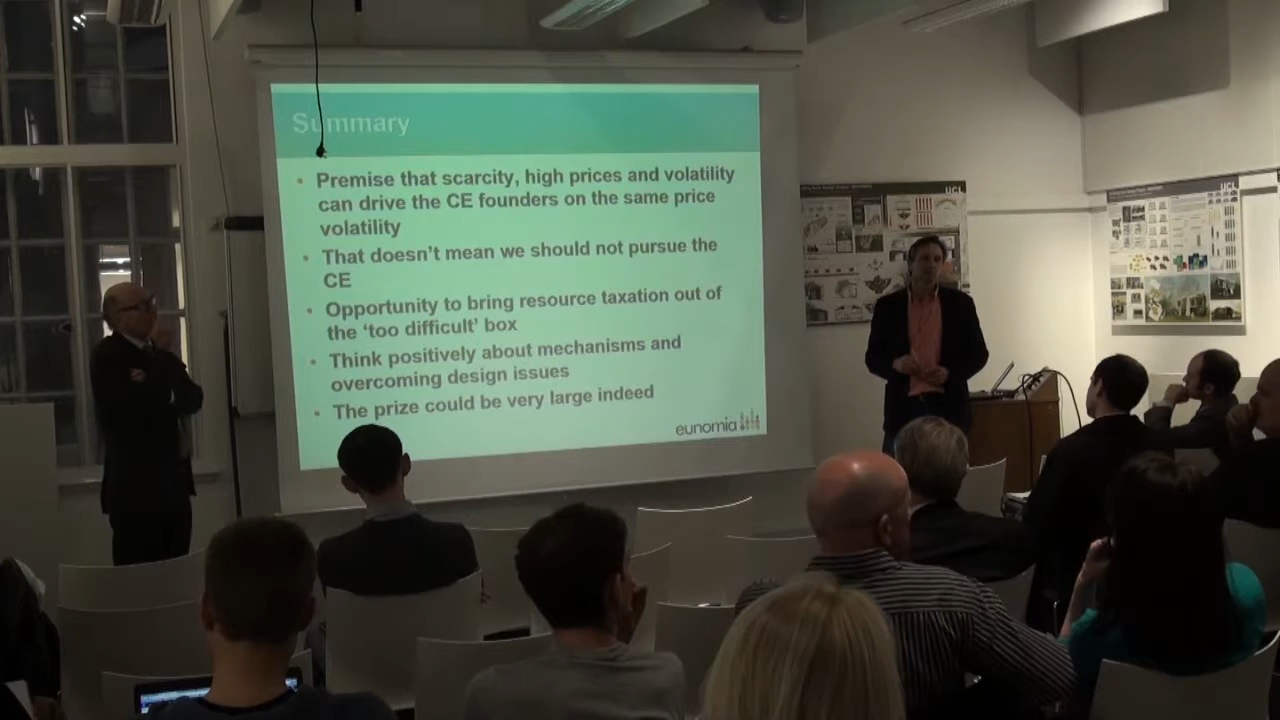 Summary
• Premise that scarcity, high prices and volatility
can drive the CE founders on the same price
volatility
• That doesn't mean we should not pursue the
CE
• Opportunity to bring resource taxation out of
the 'too difficult' box
• Think positively about mechanisms and
overcoming design issues
• The prize could be very large indeed
eunomia
UCL
UCL